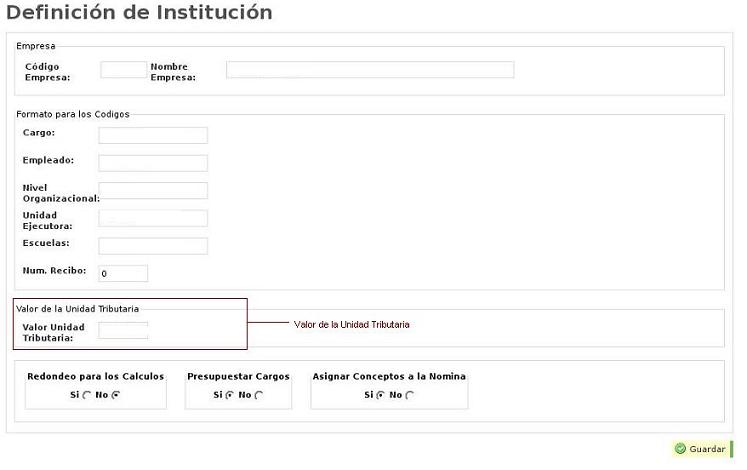 Definición de Institución
Empresa
Código Empresa: Nombre Empresa:
Formato para los Codigos
Cargo:
Empleado:
Nivel Organizacional:
Unidad Ejecutora:
Escuelas:
Num. Recibo: 0
Valor de la Unidad Tributaria
Valor Unidad Tributaria:
Valor de la Unidad Tributaria
Redondeo para los Calculos Presupuestar Cargos Asignar Conceptos a la Nomina
Si No Si No Si No
Guardar